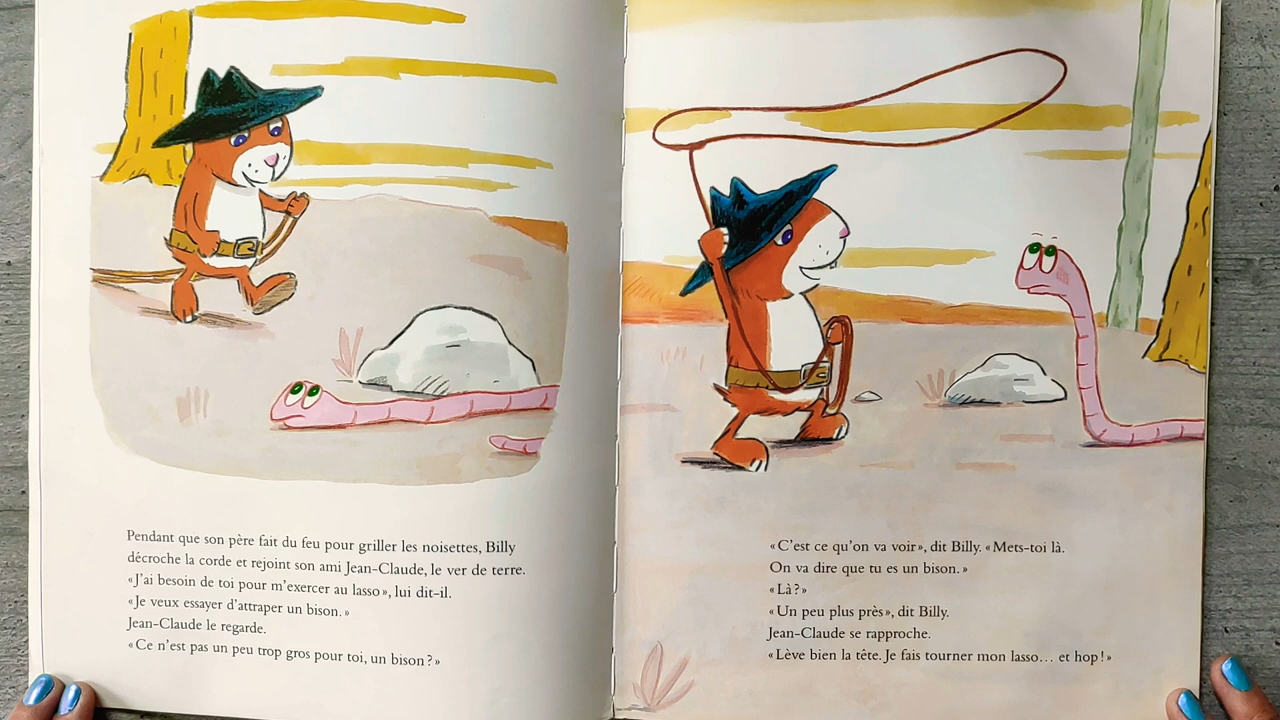 Pendant que son père fait du feu pour griller les noisettes, Billy
décroche la corde et rejoint son ami Jean-Claude, le ver de terre.
«J'ai besoin de toi pour m'exercer au lasso», lui dit-il.
«Je veux essayer d'attraper un bison.»
Jean-Claude le regarde.
«Ce n'est pas un peu trop gros pour toi, un bison?»
«C'est ce qu'on va voir», dit Billy. «Mets-toi là.
On va dire que tu es un bison.»
«Là?»
«Un peu plus près», dit Billy.
Jean-Claude se rapproche.
«Lève bien la tête. Je fais tourner mon lasso... et hop!»